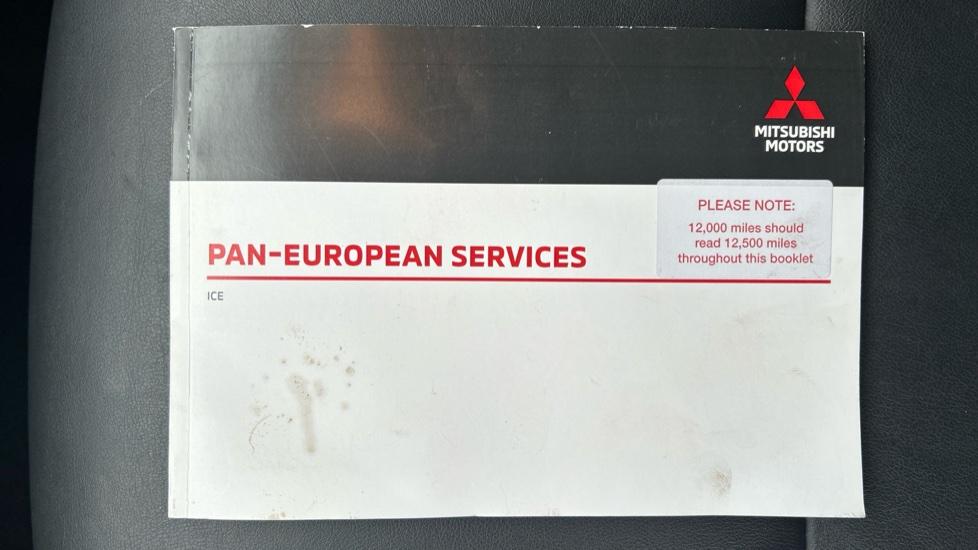 MITSUBISHI
MOTORS
PLEASE NOTE:
12,000 miles should
read 12,500 miles
throughout this booklet
PAN-EUROPEAN SERVICES
ICE